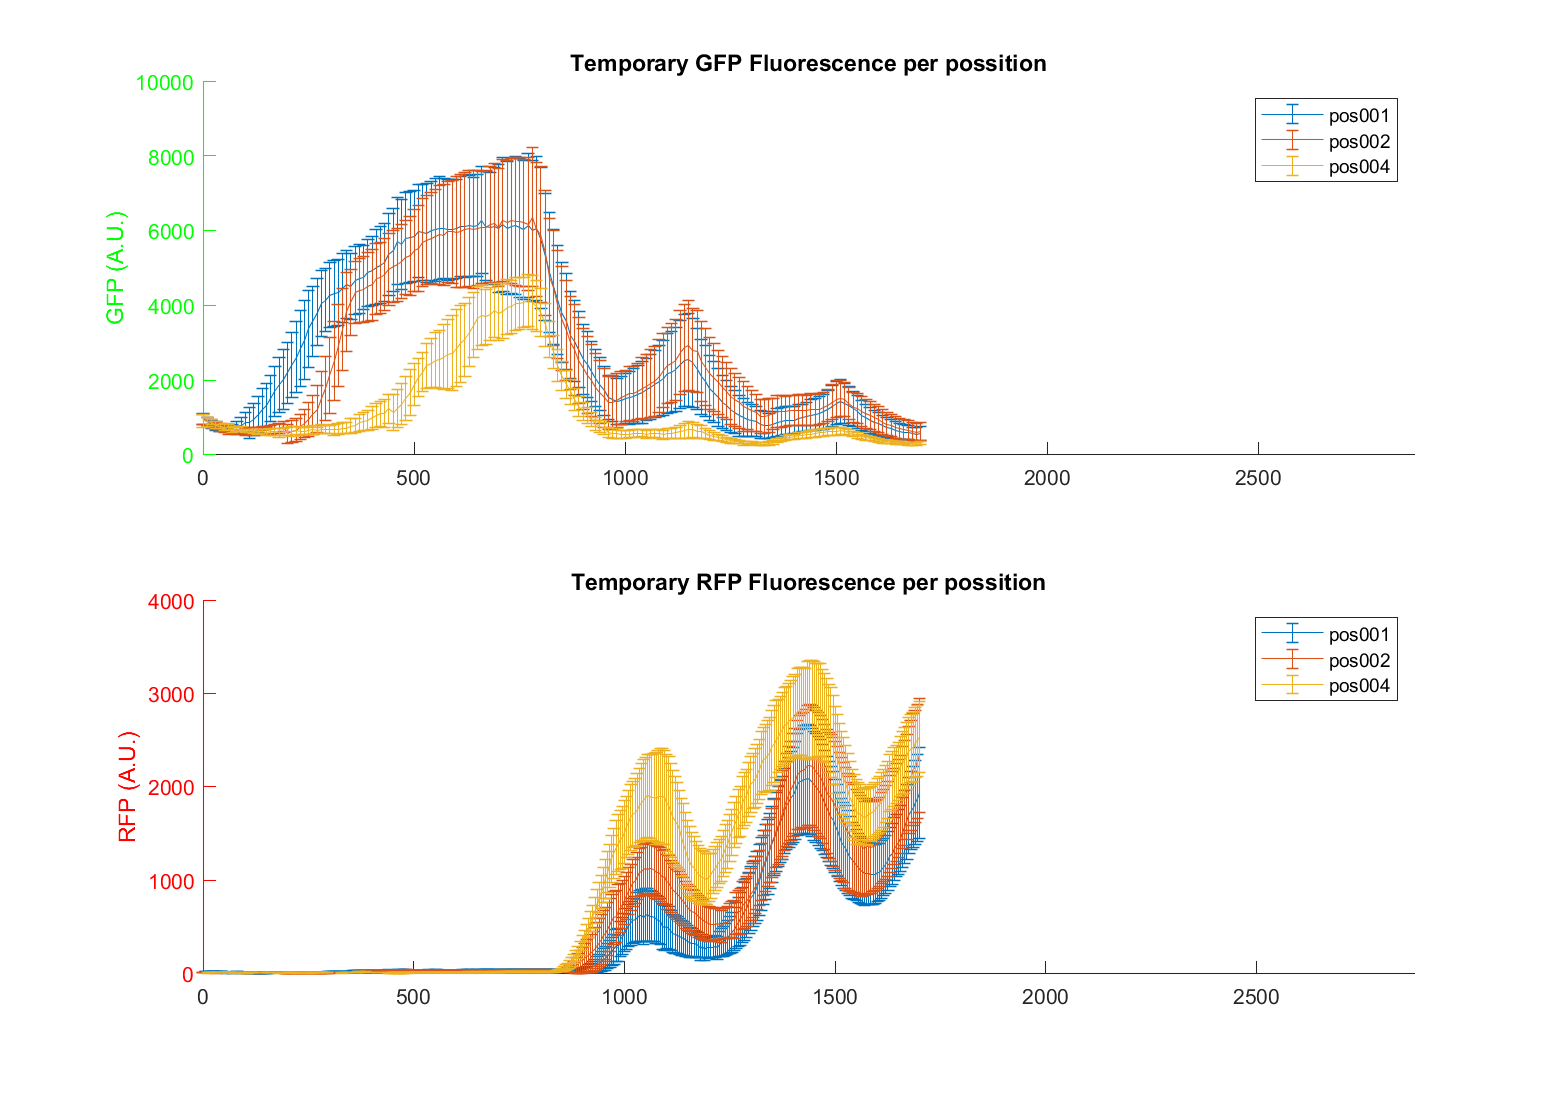 Temporary GFP Fluorescence per possition
10000
8000
6000
4000
2000
0
GFP (A.U.)
pos001
pos002
pos004
0 500 1000 1500 2000 2500
Temporary RFP Fluorescence per possition
4000
3000
2000
1000
0
RFP (A.U.)
pos001
pos002
pos004
0 500 1000 1500 2000 2500